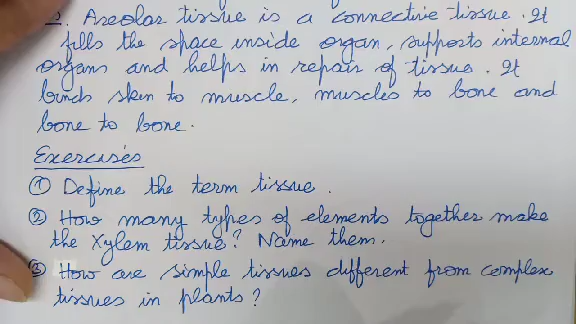 2. Areolar tissue is a connective tissue. It
fills the space inside organ, supports internal
organs and helps in repair of tissue. It
binds skin to muscle, muscles to bone and
bone to bone.
Exercises
① Define the term tissue.
② How many types of elements together make
the Xylem tissue? Name them.
③ How are simple tissues different from complex
tissues in plants?